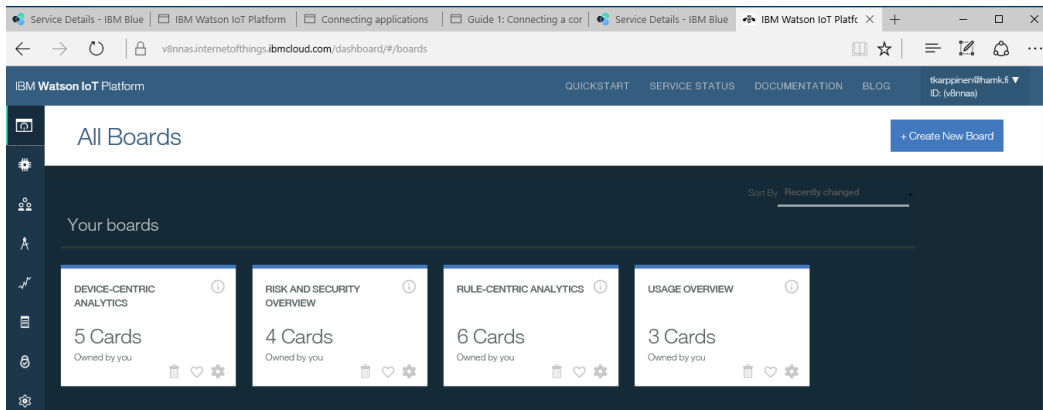 Service Details - IBM Blue
IBM Watson IoT Platform
Connecting applications
Guide 1: Connecting a cor
Service Details - IBM Blue
IBM Watson IoT Platfc
v8nnas.internetofthings.ibmcloud.com/dashboard/#/boards
IBM Watson IoT Platform
QUICKSTART
SERVICE STATUS
DOCUMENTATION
BLOG
tkarppinen@hamk.fi ▼
ID: (v8nnas)
All Boards
+ Create New Board
Sort By Recently changed
Your boards
DEVICE-CENTRIC
ANALYTICS
5 Cards
Owned by you
RISK AND SECURITY
OVERVIEW
4 Cards
Owned by you
RULE-CENTRIC ANALYTICS
6 Cards
Owned by you
USAGE OVERVIEW
3 Cards
Owned by you